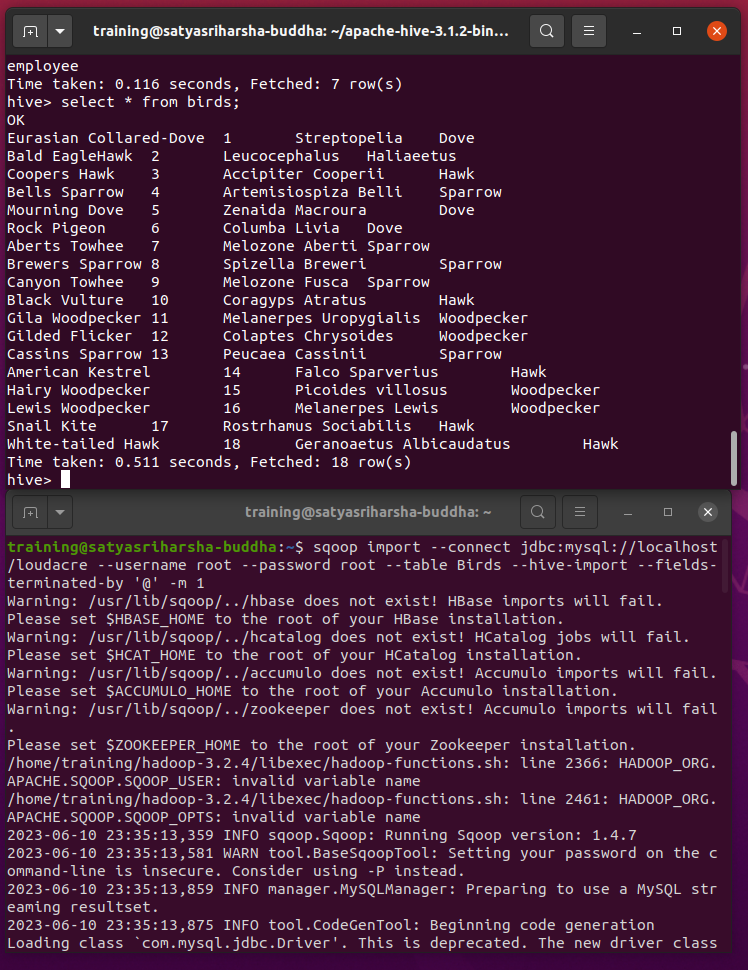 training@satyasriharsha-buddha: ~/apache-hive-3.1.2-bin...
employee
Time taken: 0.116 seconds, Fetched: 7 row(s)
hive> select * from birds;
OK
Eurasian Collared-Dove 1 Streptopelia Dove
Bald EagleHawk 2 Leucocephalus Haliaeetus
Coopers Hawk 3 Accipiter Cooperii Hawk
Bells Sparrow 4 Artemisiospiza Belli Sparrow
Mourning Dove 5 Zenaida Macroura Dove
Rock Pigeon 6 Columba Livia Dove
Aberts Towhee 7 Melozone Aberti Sparrow
Brewers Sparrow 8 Spizella Breweri Sparrow
Canyon Towhee 9 Melozone Fusca Sparrow
Black Vulture 10 Coragyps Atratus Hawk
Gila Woodpecker 11 Melanerpes Uropygialis Woodpecker
Gilded Flicker 12 Colaptes Chrysoides Woodpecker
Cassins Sparrow 13 Peucaea Cassinii Sparrow
American Kestrel 14 Falco Sparverius Hawk
Hairy Woodpecker 15 Picoides villosus Woodpecker
Lewis Woodpecker 16 Melanerpes Lewis Woodpecker
Snail Kite 17 Rostrhamus Sociabilis Hawk
White-tailed Hawk 18 Geranoaetus Albicaudatus Hawk
Time taken: 0.511 seconds, Fetched: 18 row(s)
hive>
training@satyasriharsha-buddha: ~
training@satyasriharsha-buddha:~$ sqoop import --connect jdbc:mysql://localhost
/loudacre --username root --password root --table Birds --hive-import --fields-
terminated-by '@' -m 1
Warning: /usr/lib/sqoop/../hbase does not exist! HBase imports will fail.
Please set $HBASE_HOME to the root of your HBase installation.
Warning: /usr/lib/sqoop/../hcatalog does not exist! HCatalog jobs will fail.
Please set $HCAT_HOME to the root of your HCatalog installation.
Warning: /usr/lib/sqoop/../accumulo does not exist! Accumulo imports will fail.
Please set $ACCUMULO_HOME to the root of your Accumulo installation.
Warning: /usr/lib/sqoop/../zookeeper does not exist! Accumulo imports will fail
.
Please set $ZOOKEEPER_HOME to the root of your Zookeeper installation.
/home/training/hadoop-3.2.4/libexec/hadoop-functions.sh: line 2366: HADOOP_ORG.
APACHE.SQOOP.SQOOP_USER: invalid variable name
/home/training/hadoop-3.2.4/libexec/hadoop-functions.sh: line 2461: HADOOP_ORG.
APACHE.SQOOP.SQOOP_OPTS: invalid variable name
2023-06-10 23:35:13,359 INFO sqoop.Sqoop: Running Sqoop version: 1.4.7
2023-06-10 23:35:13,581 WARN tool.BaseSqoopTool: Setting your password on the c
ommand-line is insecure. Consider using -P instead.
2023-06-10 23:35:13,859 INFO manager.MySQLManager: Preparing to use a MySQL str
eaming resultset.
2023-06-10 23:35:13,875 INFO tool.CodeGenTool: Beginning code generation
Loading class `com.mysql.jdbc.Driver'. This is deprecated. The new driver class